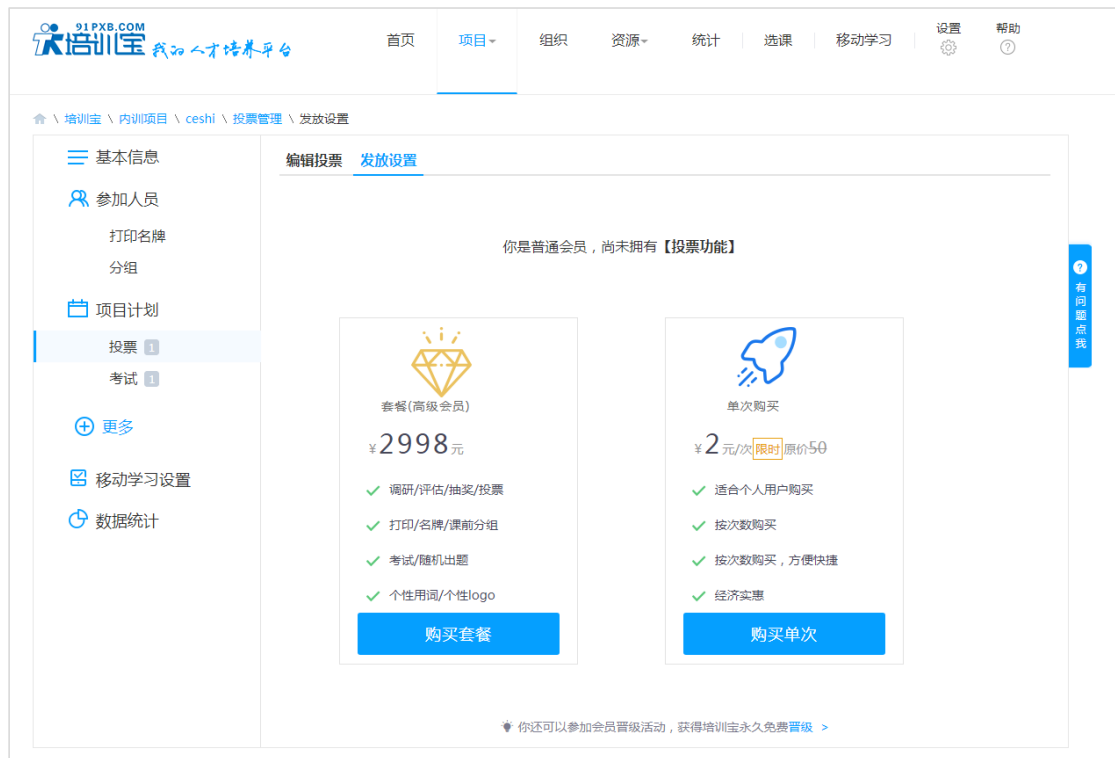 91PXB.COM
培训宝 我的人才培养平台
首页 项目 组织 资源 统计 选课 移动学习 设置 帮助
\ 培训宝 \ 内训项目 \ ceshi \ 投票管理 \ 发放设置
基本信息
参加人员
打印名牌
分组
项目计划
投票 1
考试 1
更多
移动学习设置
数据统计
编辑投票 发放设置
你是普通会员，尚未拥有【投票功能】
套餐(高级会员)
¥2998元
调研/评估/抽奖/投票
打印/名牌/课前分组
考试/随机出题
个性用词/个性logo
购买套餐
单次购买
¥2元/次 限时 原价50
适合个人用户购买
按次数购买
按次数购买，方便快捷
经济实惠
购买单次
你还可以参加会员晋级活动，获得培训宝永久免费晋级 >
?
有问题点我